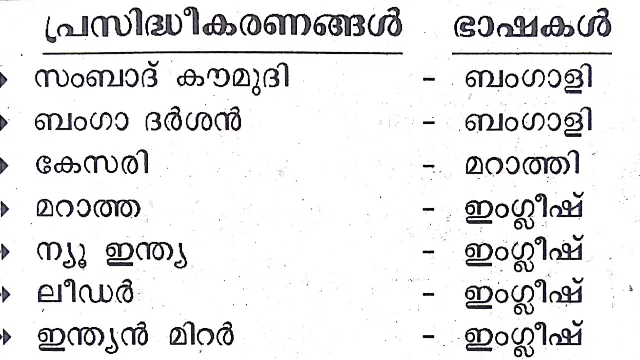 പ്രസിദ്ധീകരണങ്ങൾ ഭാഷകൾ
സംബാദ് കൗമുദി - ബംഗാളി
ബംഗാ ദർശൻ - ബംഗാളി
കേസരി - മറാത്തി
മറാത്ത - ഇംഗ്ലീഷ്
ന്യൂ ഇന്ത്യ - ഇംഗ്ലീഷ്
ലീഡർ - ഇംഗ്ലീഷ്
ഇന്ത്യൻ മിറർ - ഇംഗ്ലീഷ്